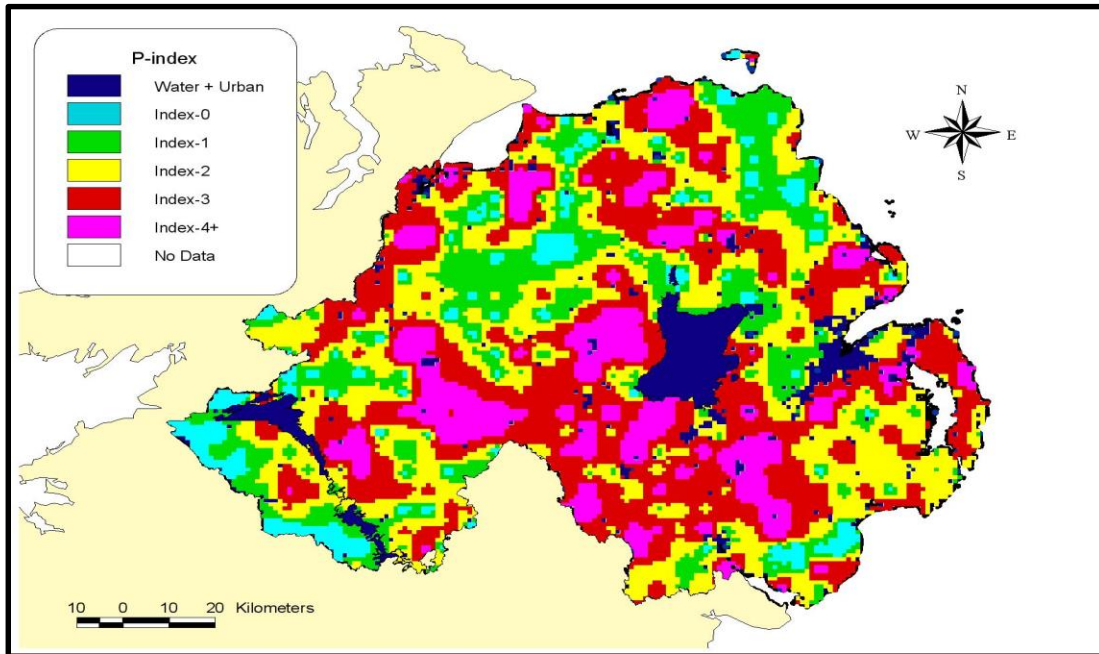 P-index
Water + Urban
Index-0
Index-1
Index-2
Index-3
Index-4+
No Data
N
W E
S
10 0 10 20 Kilometers